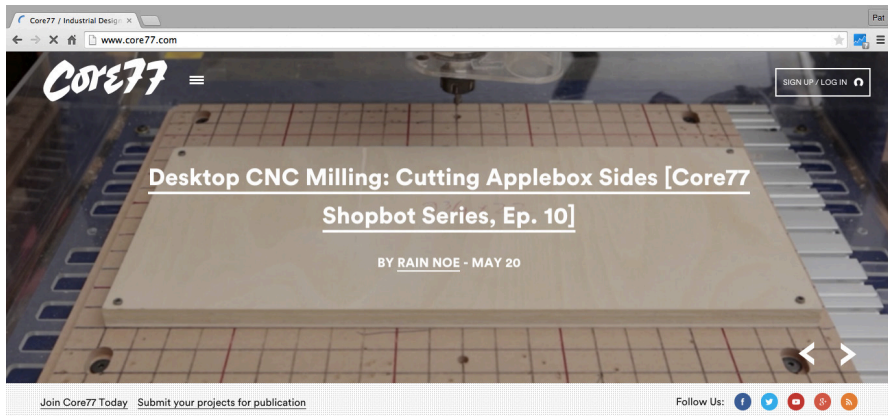 Core77 / Industrial Design
Pat
www.core77.com
Core77
SIGN UP / LOG IN
Desktop CNC Milling: Cutting Applebox Sides [Core77
Shopbot Series, Ep. 10]
BY RAIN NOE - MAY 20
Join Core77 Today Submit your projects for publication
Follow Us: